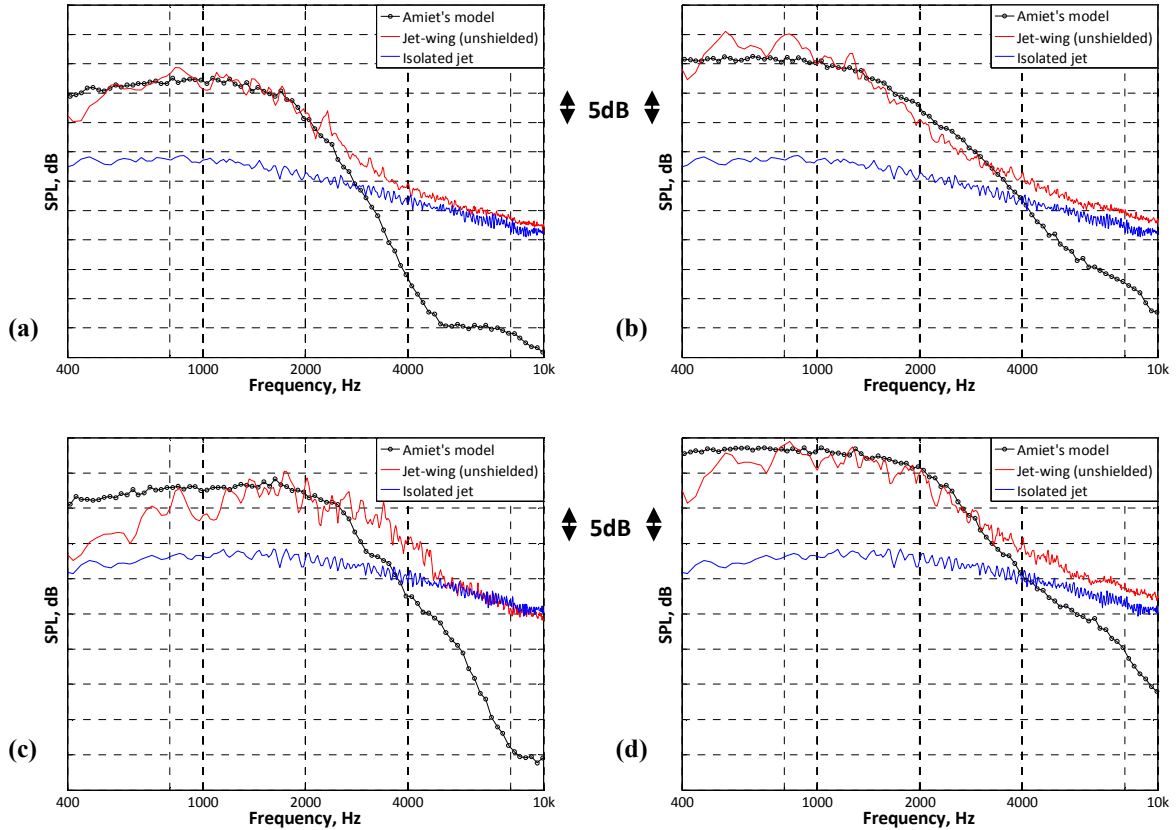 Amiet's model
Jet-wing (unshielded)
Isolated jet
SPL, dB
(a)
400 1000 2000 4000 10k
Frequency, Hz
5dB
Amiet's model
Jet-wing (unshielded)
Isolated jet
SPL, dB
(b)
400 1000 2000 4000 10k
Frequency, Hz
Amiet's model
Jet-wing (unshielded)
Isolated jet
SPL, dB
(c)
400 1000 2000 4000 10k
Frequency, Hz
5dB
Amiet's model
Jet-wing (unshielded)
Isolated jet
SPL, dB
(d)
400 1000 2000 4000 10k
Frequency, Hz